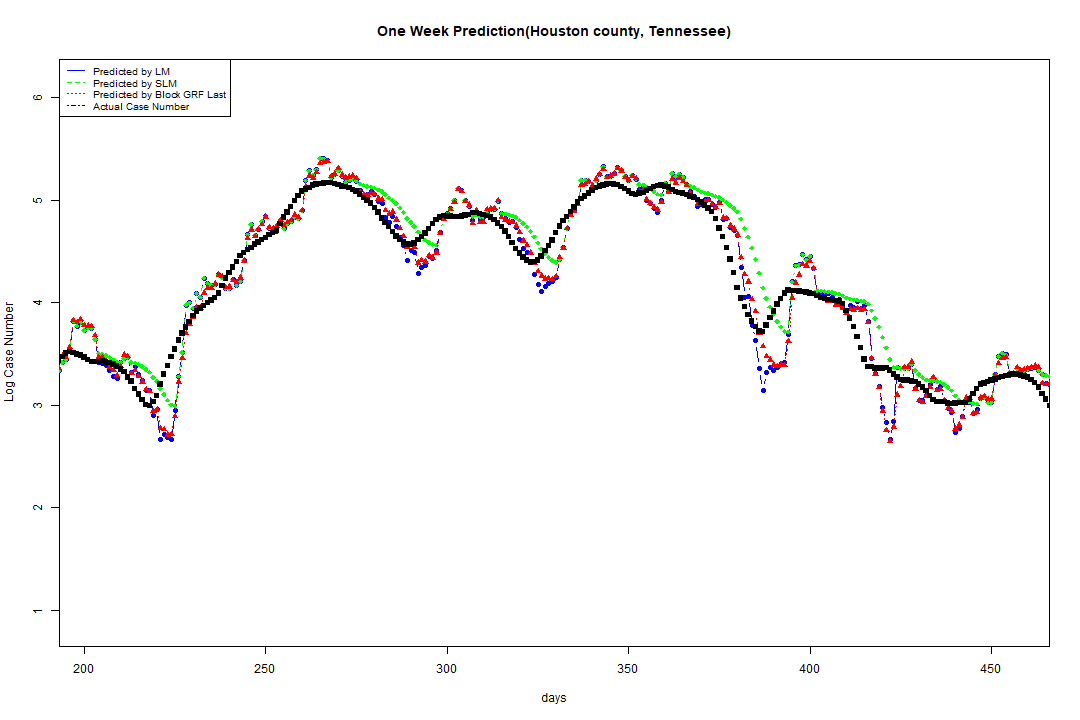 One Week Prediction(Houston county, Tennessee)
Predicted by LM
Predicted by SLM
Predicted by Block GRF Last
Actual Case Number
6
5
4
3
2
1
Log Case Number
200 250 300 350 400 450
days